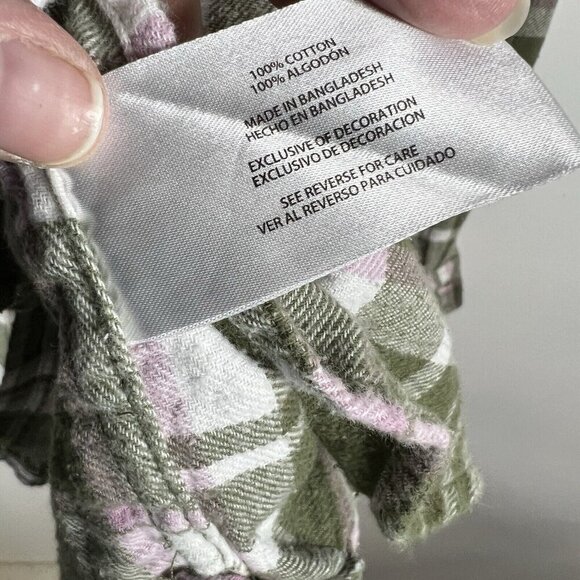 100% COTTON
100% ALGODON
MADE IN BANGLADESH
HECHO EN BANGLADESH
EXCLUSIVE OF DECORATION
EXCLUSIVO DE DECORACION
SEE REVERSE FOR CARE
VER AL REVERSO PARA CUIDADO